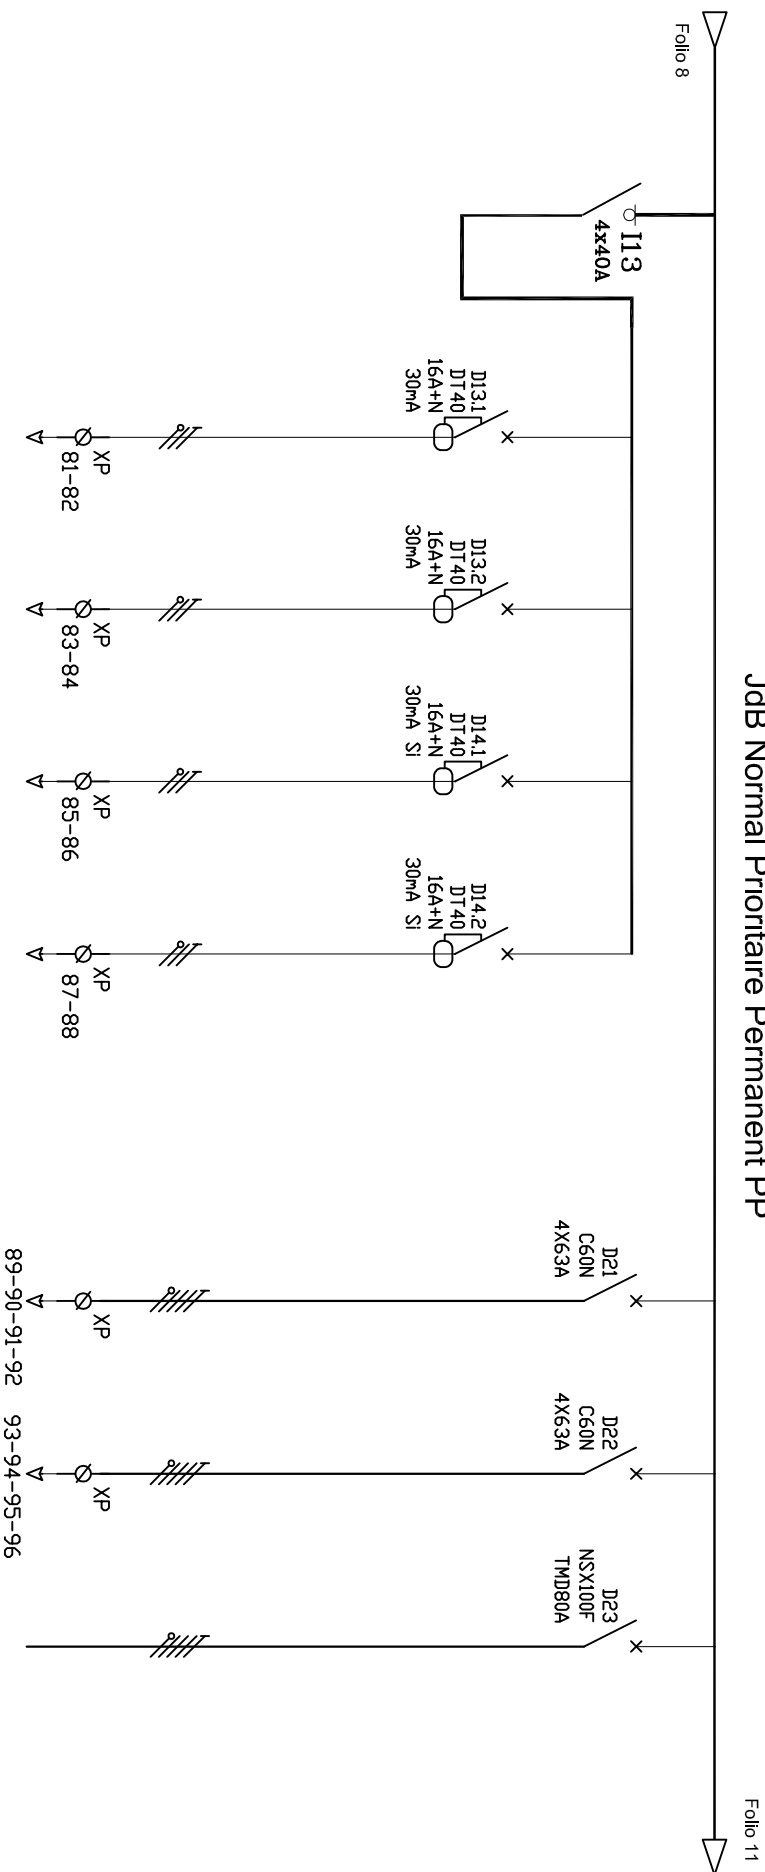 JdB Normal Prioritaire Permanent PP
Folio 8
Folio 11
I13
4x40A
D13.1
DT40
16A+N
30mA
XP
81-82
D13.2
DT40
16A+N
30mA
XP
83-84
D14.1
DT40
16A+N
30mA Si
XP
85-86
D14.2
DT40
16A+N
30mA Si
XP
87-88
D21
C60N
4X63A
XP
89-90-91-92
D22
C60N
4X63A
XP
93-94-95-96
D23
NSX100F
TMD80A